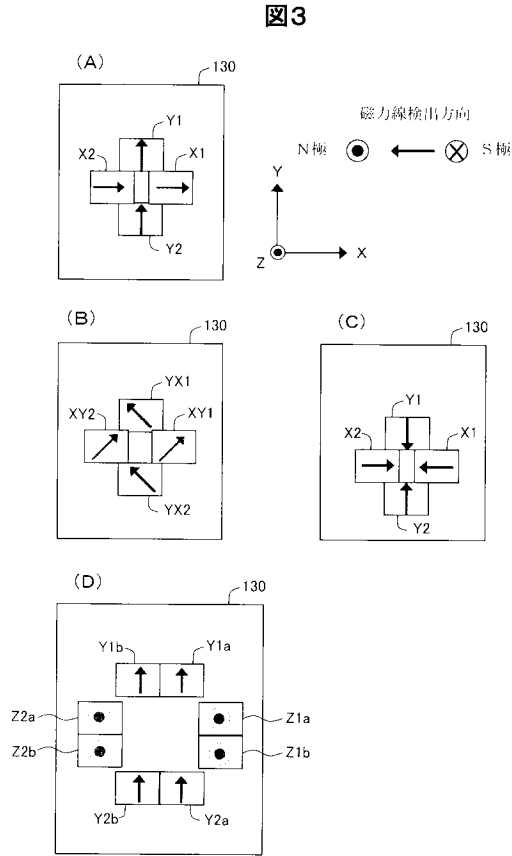 図3
(A)
130
Y1
X2
X1
Y2
磁力線検出方向
N極
S極
Y
Z
X
(B)
130
YX1
XY2
XY1
YX2
(C)
130
Y1
X2
X1
Y2
(D)
130
Y1b
Y1a
Z2a
Z1a
Z2b
Z1b
Y2b
Y2a